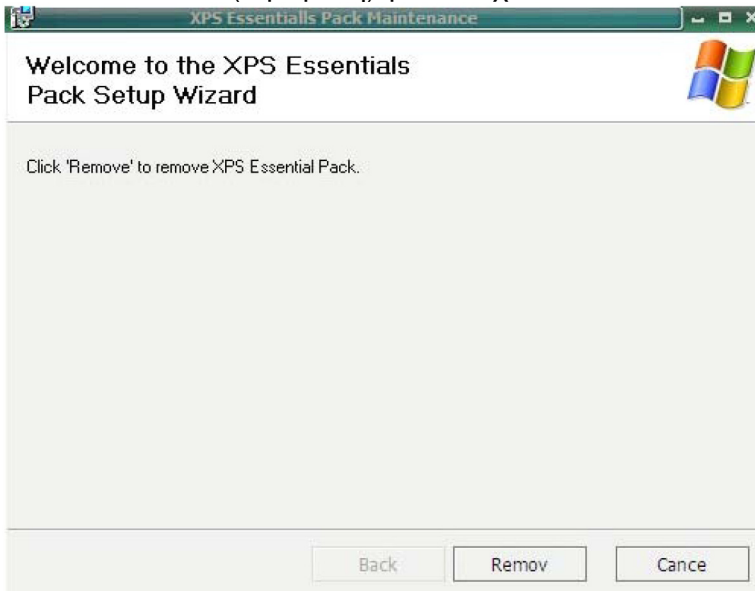 XPS Essentialls Pack Maintenance
Welcome to the XPS Essentials
Pack Setup Wizard
Click 'Remove' to remove XPS Essential Pack.
Back Remov Cance